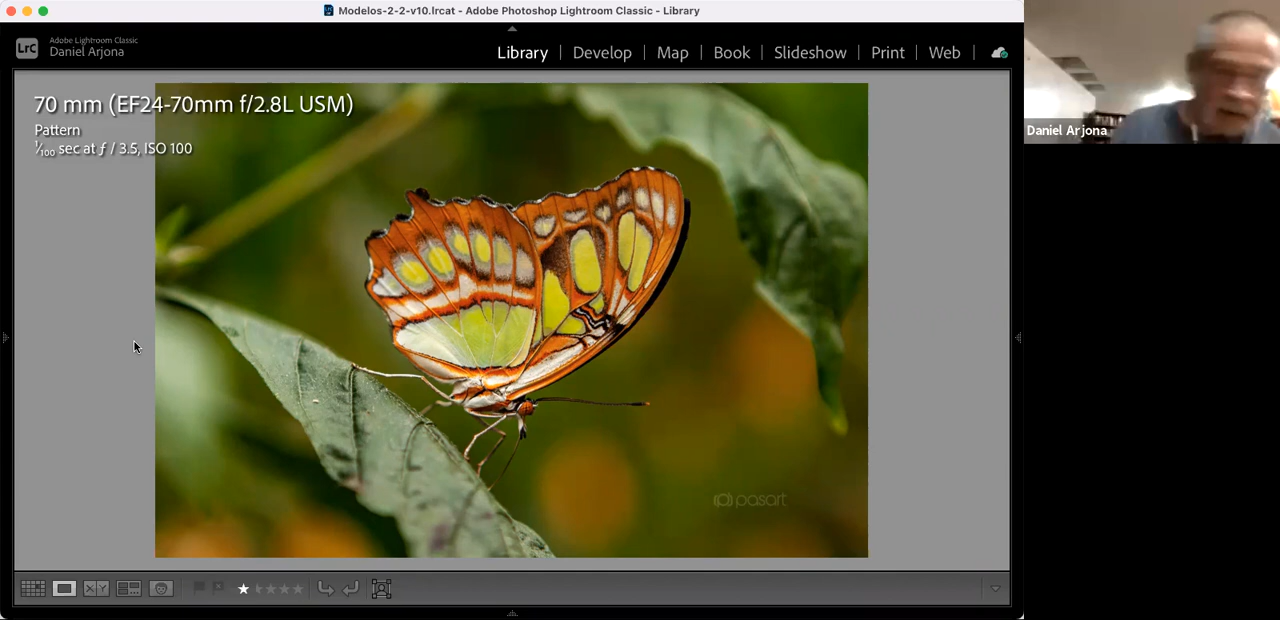 Modelos-2-2-v10.lrcat - Adobe Photoshop Lightroom Classic - Library
LrC
Adobe Lightroom Classic
Daniel Arjona
Library | Develop | Map | Book | Slideshow | Print | Web |
70 mm (EF24-70mm f/2.8L USM)
Pattern
1/100 sec at ƒ / 3.5, ISO 100
Daniel Arjona
pasart
XY